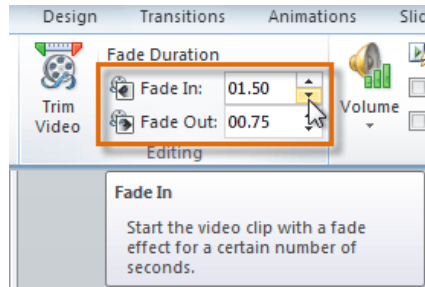 Design Transitions Animations Slid
Fade Duration
Fade In: 01.50
Fade Out: 00.75
Trim
Video
Volume
Editing
Fade In
Start the video clip with a fade
effect for a certain number of
seconds.